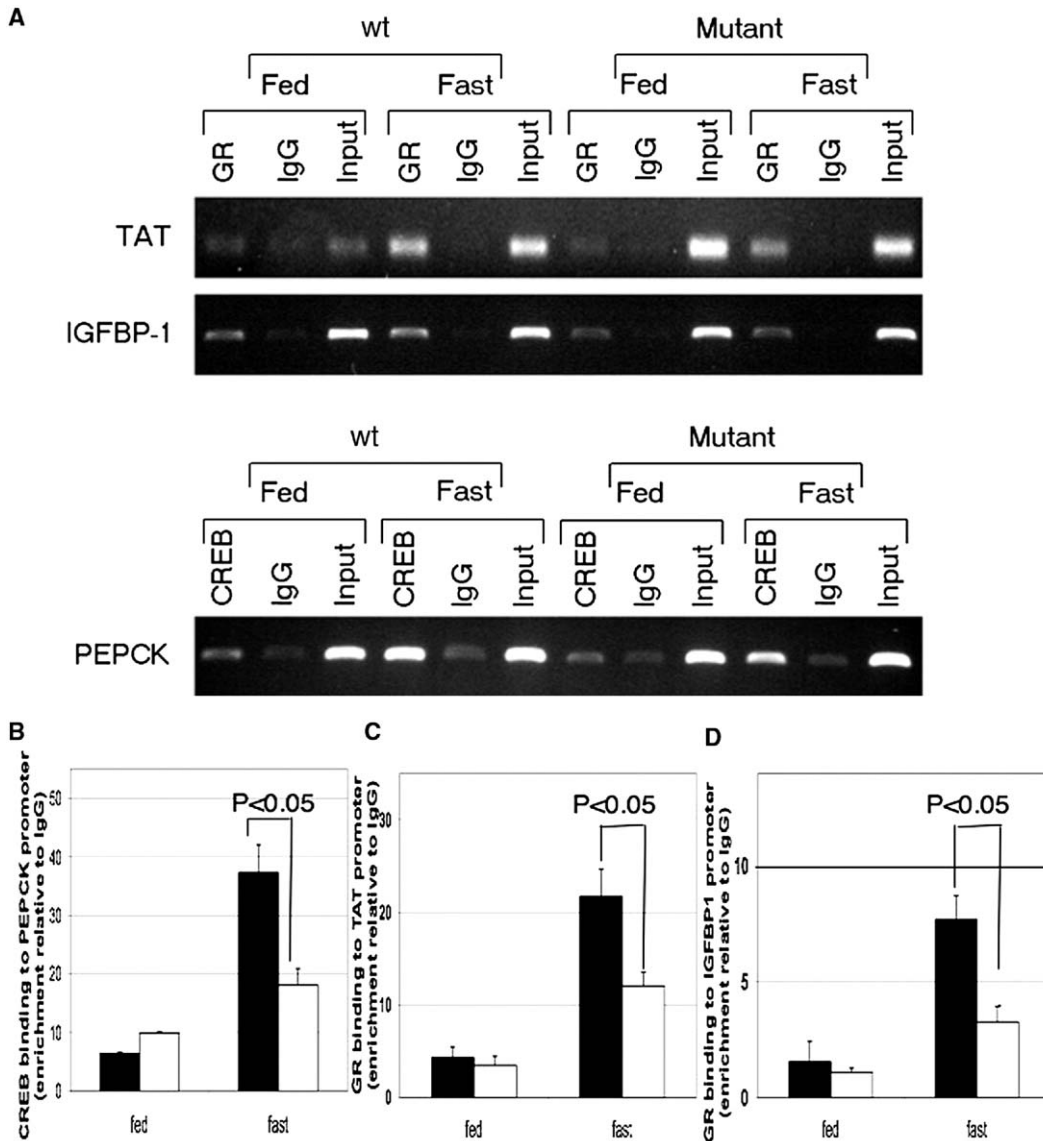 A
wt Mutant
Fed Fast Fed Fast
GR IgG Input GR IgG Input GR IgG Input GR IgG Input
TAT
IGFBP-1
wt Mutant
Fed Fast Fed Fast
CREB IgG Input CREB IgG Input CREB IgG Input CREB IgG Input
PEPCK
B
CREB binding to PEPCK promoter
(enrichment relative to IgG)
50
40
30
20
10
0
P<0.05
fed fast
C
GR binding to TAT promoter
(enrichment relative to IgG)
30
20
10
0
P<0.05
fed fast
D
GR binding to IGFBP1 promoter
(enrichment relative to IgG)
10
5
0
P<0.05
fed fast